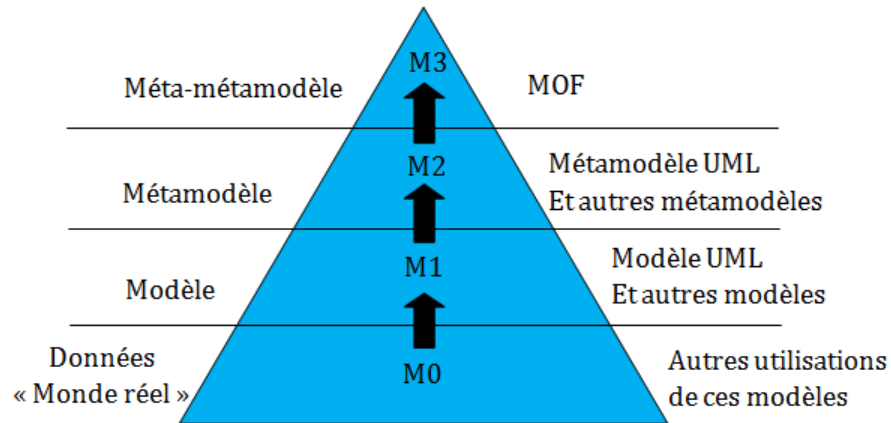 M3
Méta-métamodèle
MOF
M2
Métamodèle UML
Métamodèle
Et autres métamodèles
M1
Modèle UML
Modèle
Et autres modèles
Données
« Monde réel »
M0
Autres utilisations
de ces modèles